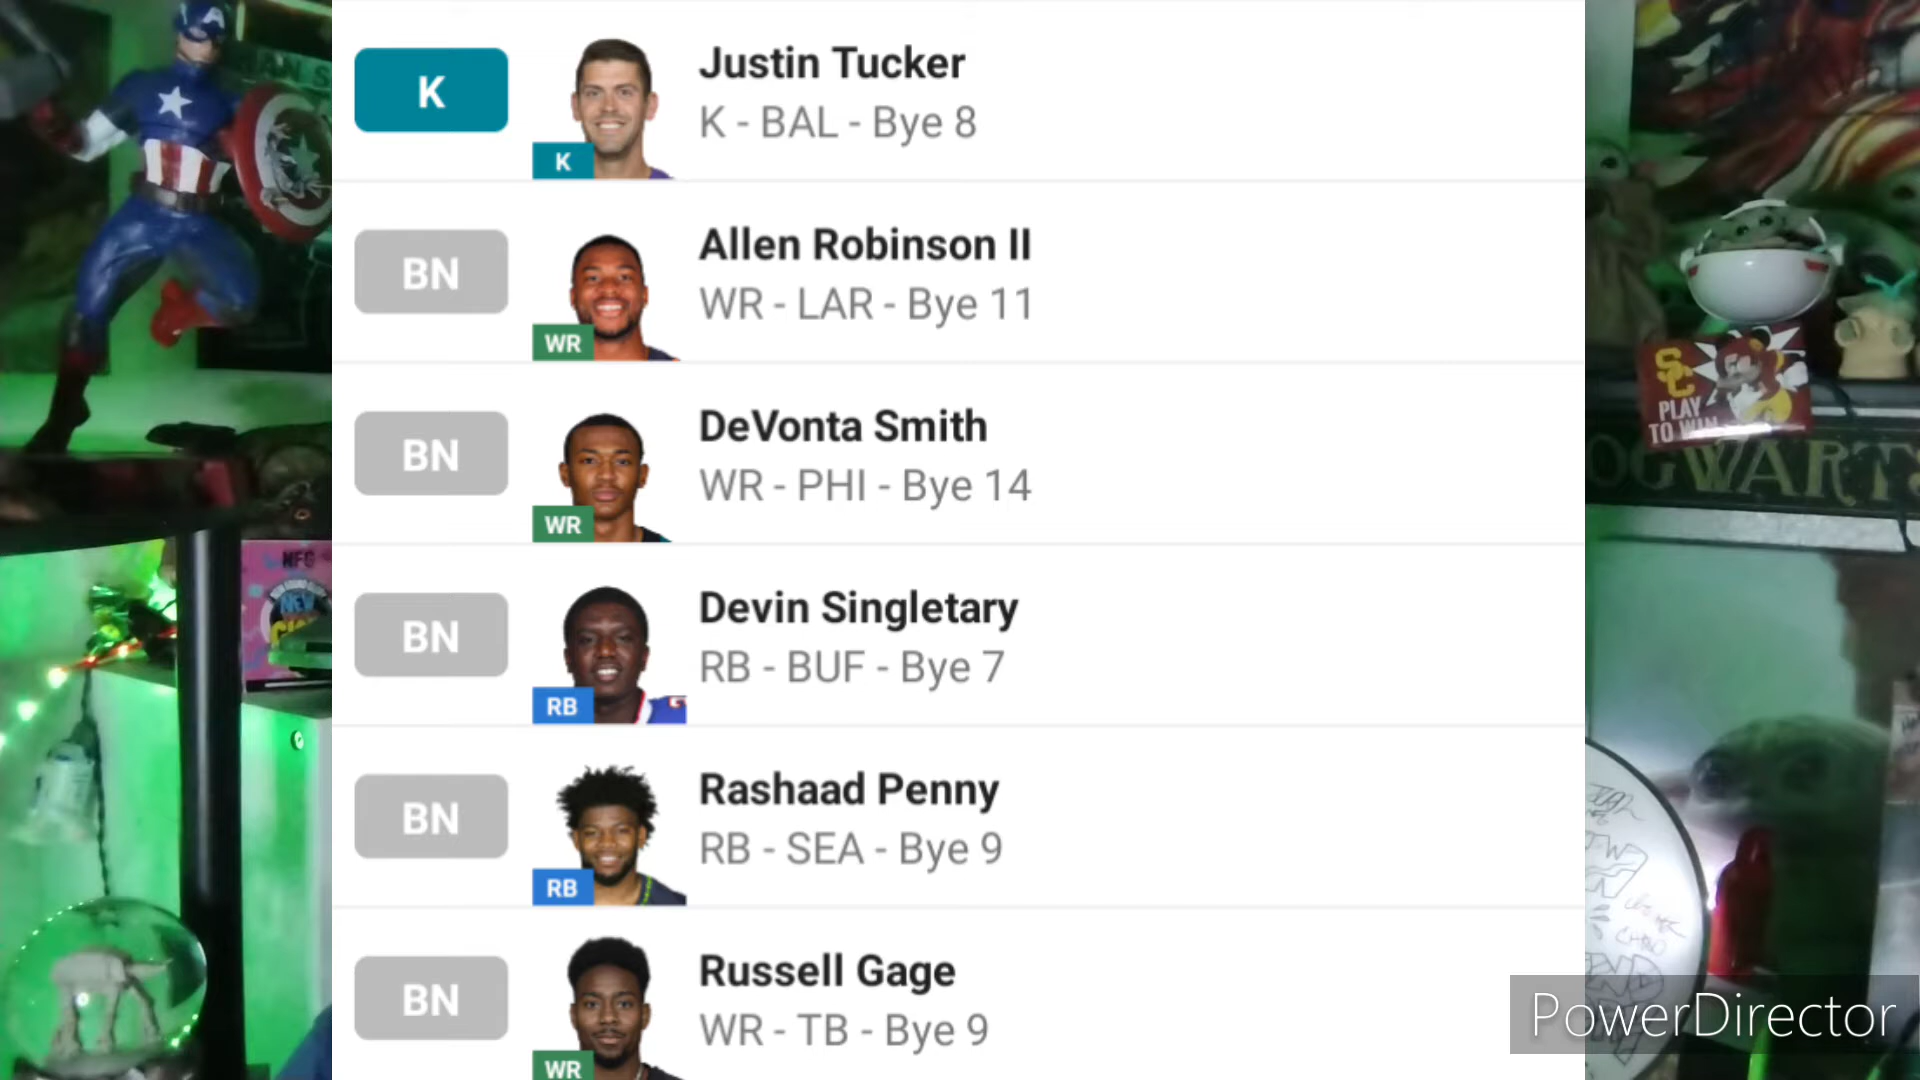 K
Justin Tucker
K - BAL - Bye 8
K
BN
Allen Robinson II
WR - LAR - Bye 11
WR
BN
DeVonta Smith
WR - PHI - Bye 14
WR
BN
Devin Singletary
RB - BUF - Bye 7
RB
BN
Rashaad Penny
RB - SEA - Bye 9
RB
BN
Russell Gage
WR - TB - Bye 9
WR
NFC
NEW
SC
PLAY
TO WIN
OGWARTS
PowerDirector